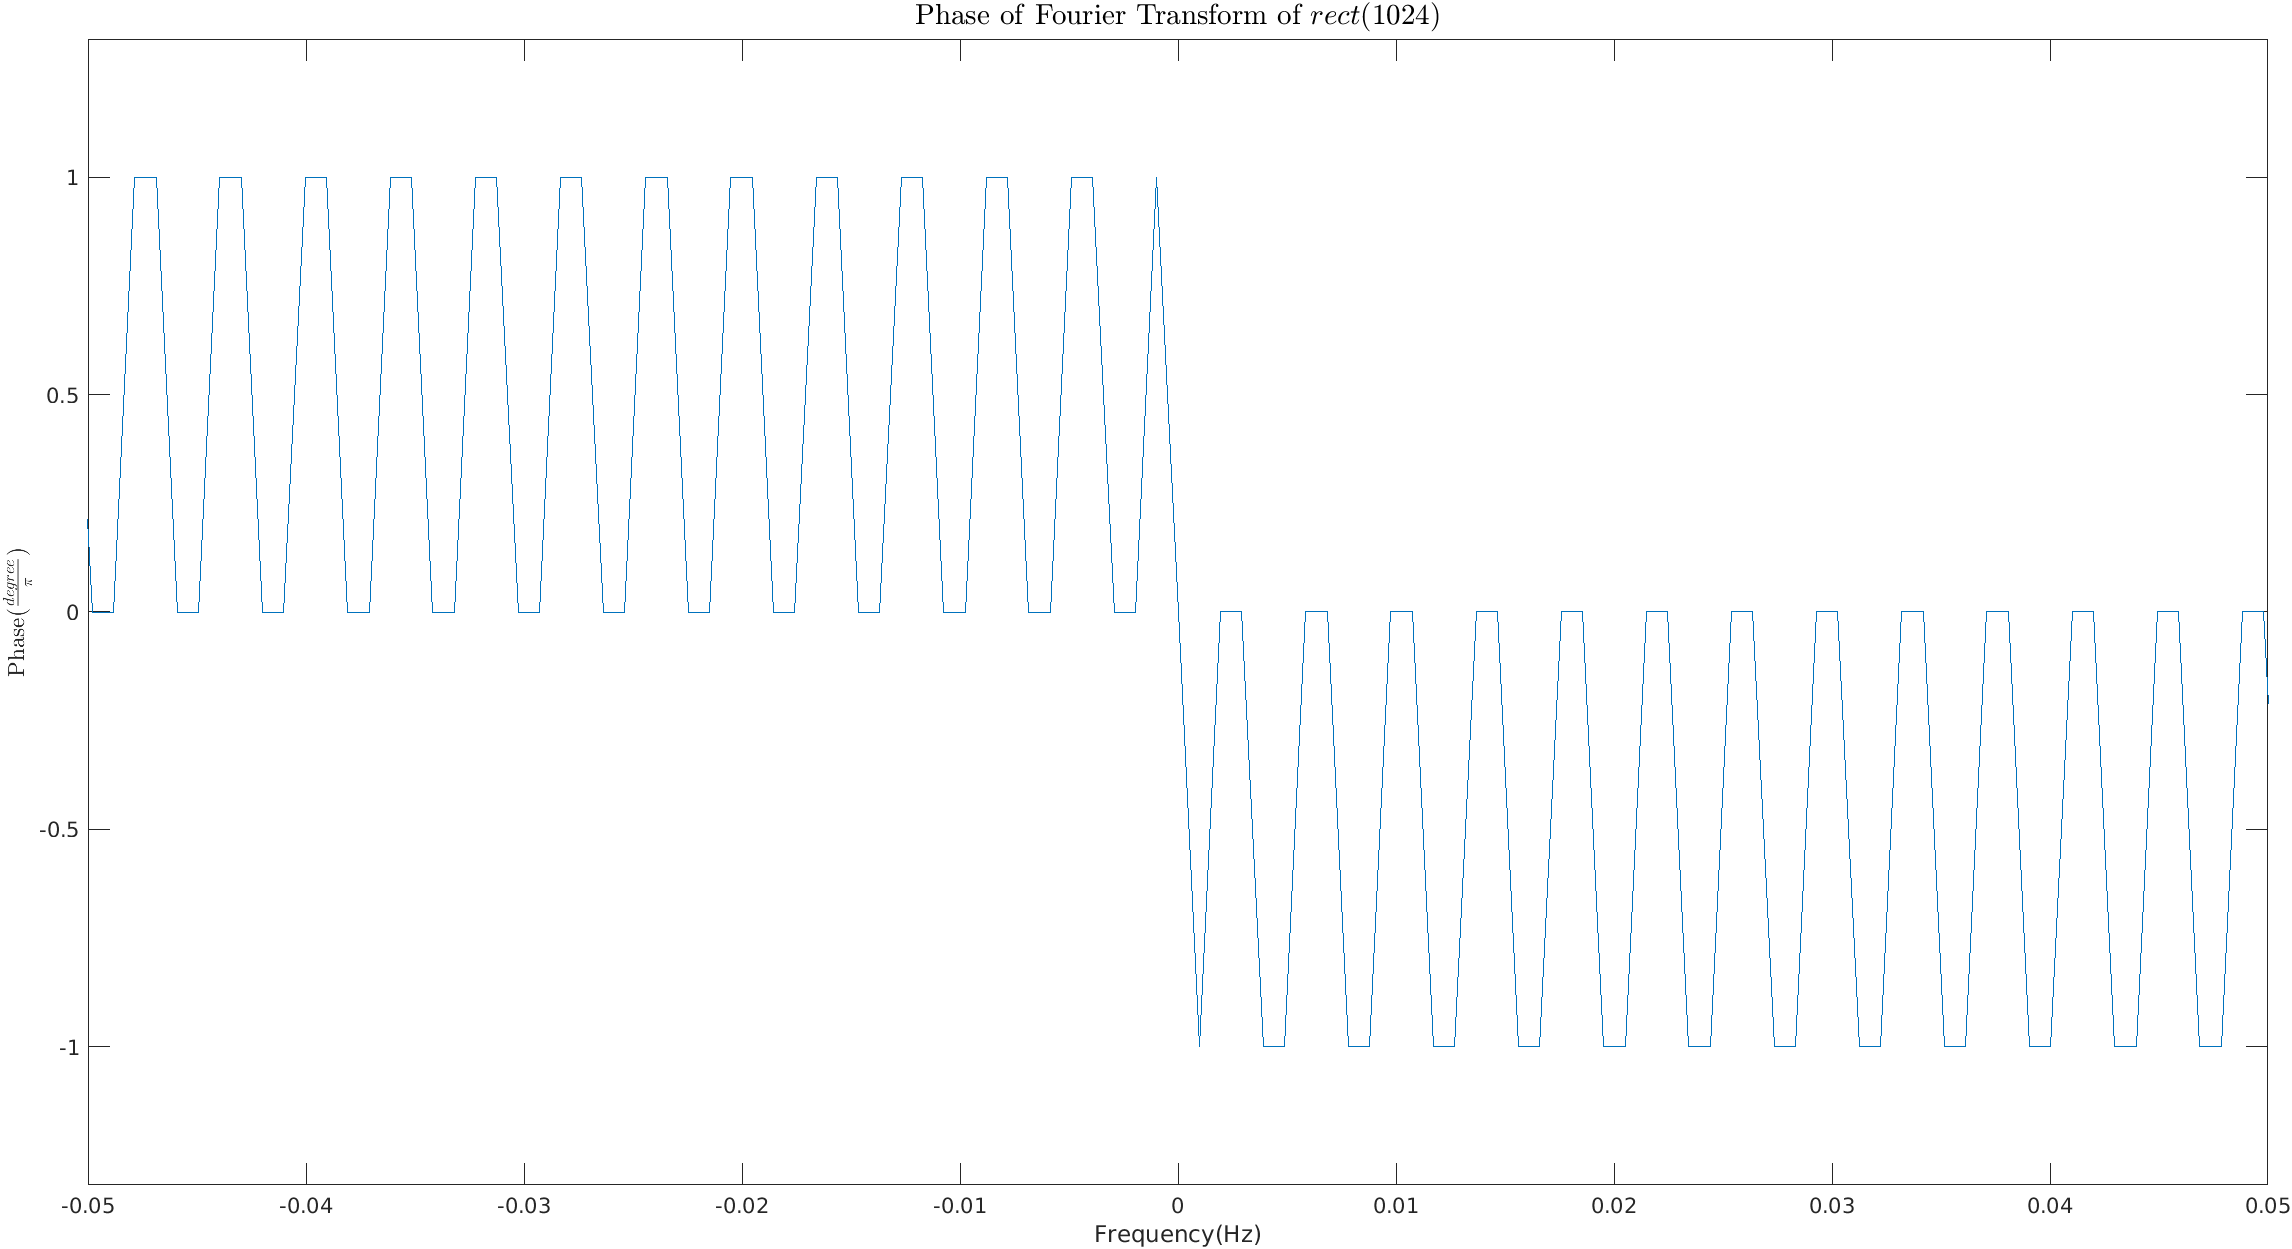 Phase of Fourier Transform of rect(1024)
1
0.5
0
-0.5
-1
Phase(degree/π)
-0.05 -0.04 -0.03 -0.02 -0.01 0 0.01 0.02 0.03 0.04 0.05
Frequency(Hz)